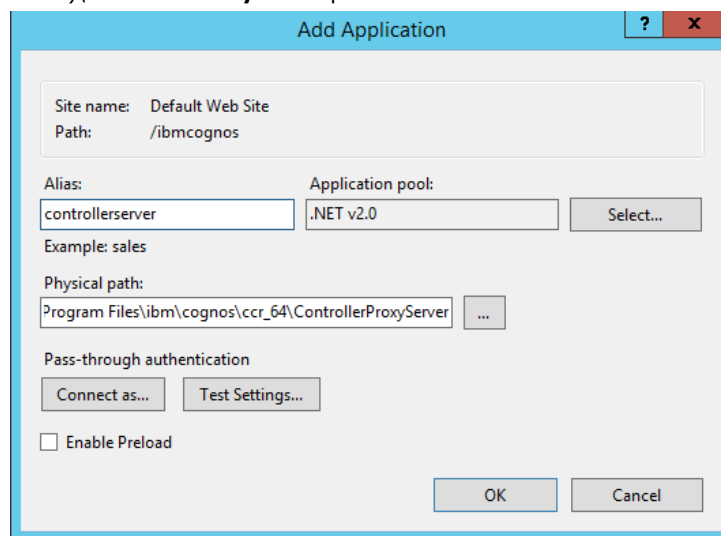 Add Application
?
x
Site name: Default Web Site
Path: /ibmcognos
Alias:
Application pool:
controllerserver
.NET v2.0
Select...
Example: sales
Physical path:
Program Files\ibm\cognos\ccr_64\ControllerProxyServer
...
Pass-through authentication
Connect as...
Test Settings...
Enable Preload
OK
Cancel